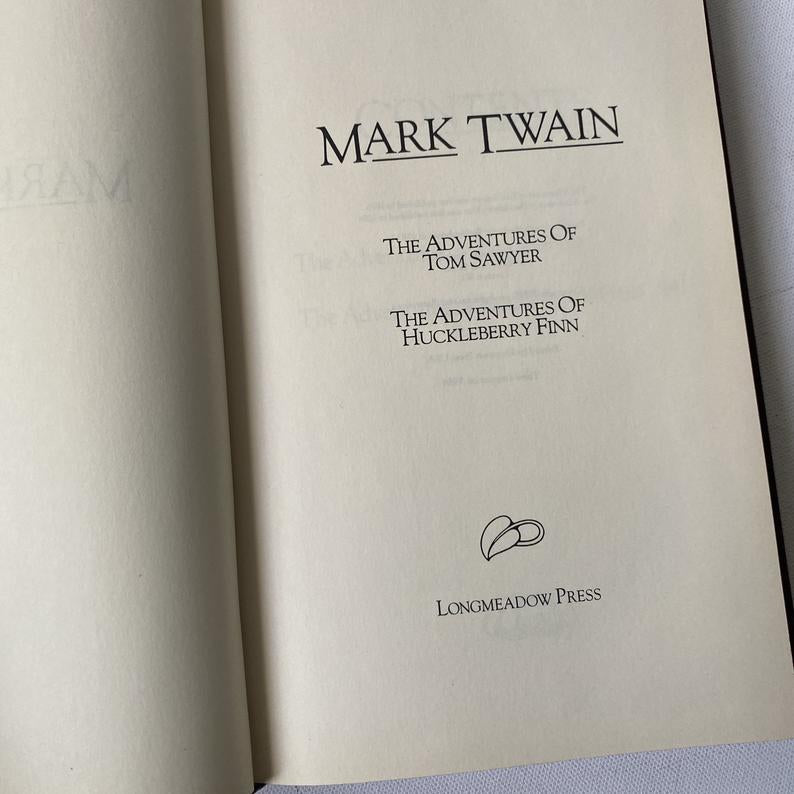 MARK TWAIN
THE ADVENTURES OF
TOM SAWYER
THE ADVENTURES OF
HUCKLEBERRY FINN
LONGMEADOW PRESS